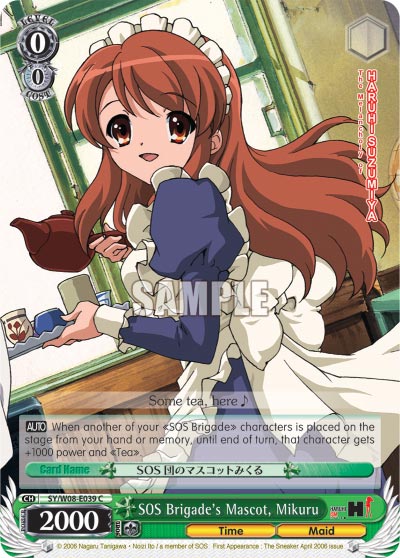 LEVEL
0
0
COST
The Melancholy of
HARUHI SUZUMIYA
SAMPLE
Some tea, here♪
AUTO When another of your «SOS Brigade» characters is placed on the
stage from your hand or memory, until end of turn, that character gets
+1000 power and «Tea».
Card Name
SOS団のマスコットみくる
CH SY/W08-E039 C
SOS Brigade's Mascot, Mikuru
2000
Time
Maid
© 2006 Nagaru Tanigawa • Noizi Ito / a member of SOS First Appearance : The Sneaker April 2006 issue